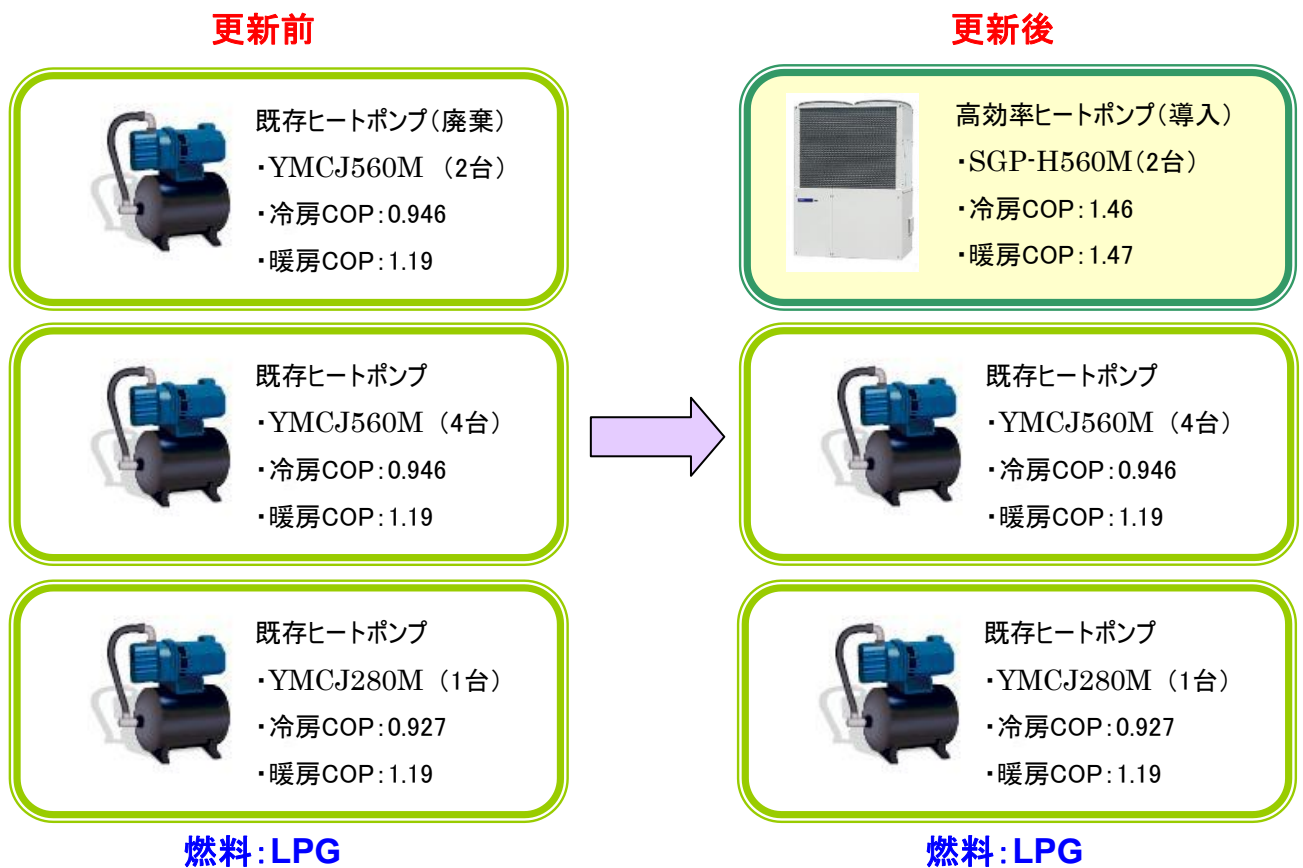 更新前
既存ヒートポンプ(廃棄)
・YMCJ560M (2台)
・冷房COP:0.946
・暖房COP:1.19
既存ヒートポンプ
・YMCJ560M (4台)
・冷房COP:0.946
・暖房COP:1.19
既存ヒートポンプ
・YMCJ280M (1台)
・冷房COP:0.927
・暖房COP:1.19
燃料:LPG
更新後
高効率ヒートポンプ(導入)
・SGP-H560M(2台)
・冷房COP:1.46
・暖房COP:1.47
既存ヒートポンプ
・YMCJ560M (4台)
・冷房COP:0.946
・暖房COP:1.19
既存ヒートポンプ
・YMCJ280M (1台)
・冷房COP:0.927
・暖房COP:1.19
燃料:LPG